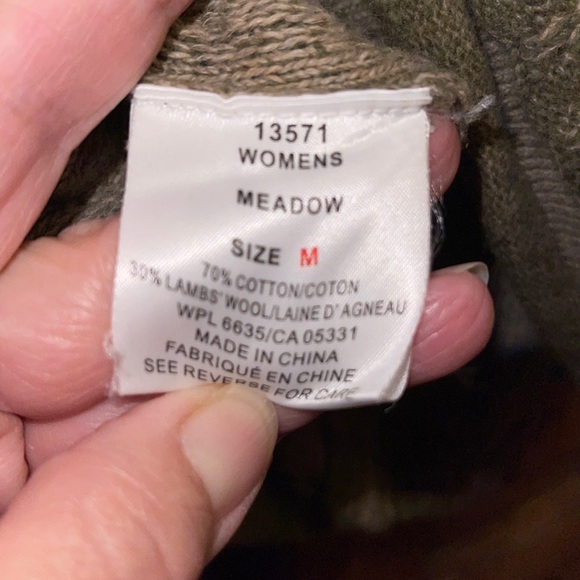 13571
WOMENS
MEADOW
SIZE M
70% COTTON/COTON
30% LAMBS' WOOL/LAINE D'AGNEAU
WPL 6635/CA 05331
MADE IN CHINA
FABRIQUÉ EN CHINE
SEE REVERSE FOR CARE